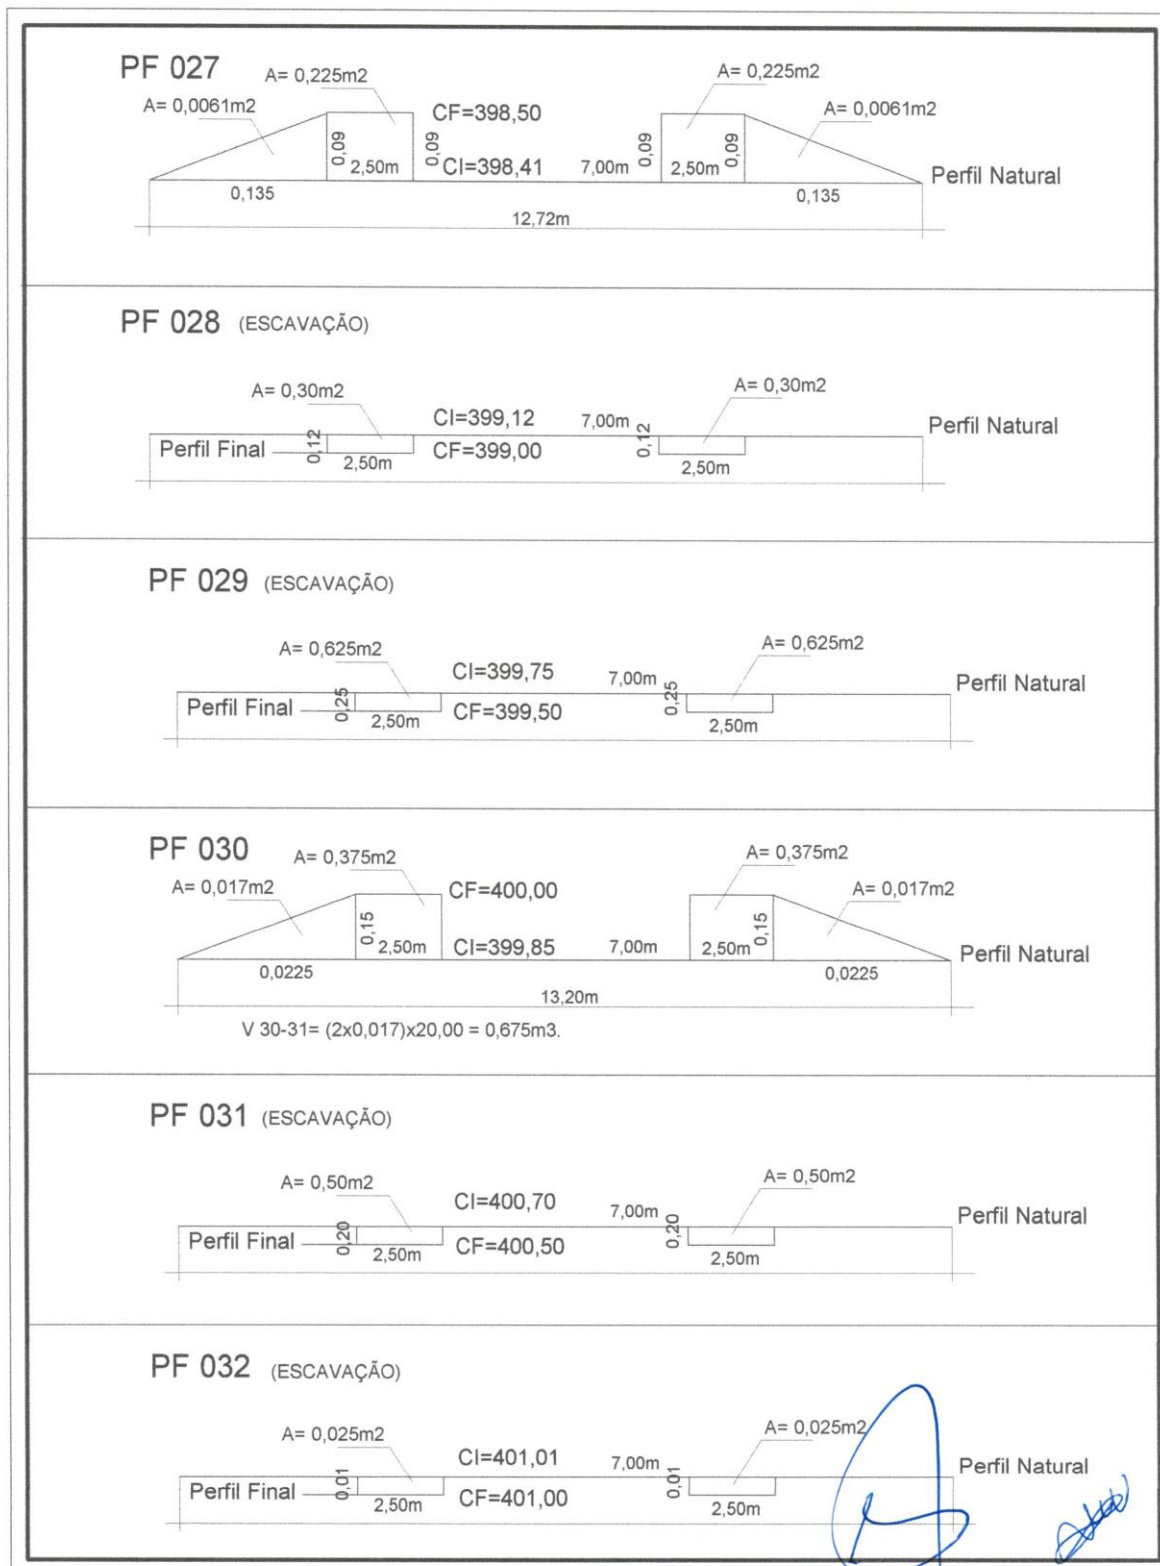 PF 027
A= 0,225m2
A= 0,225m2
A= 0,0061m2
A= 0,0061m2
CF=398,50
0,09
0,09
0,09
0,09
2,50m
CI=398,41
7,00m
2,50m
Perfil Natural
0,135
0,135
12,72m
PF 028 (ESCAVAÇÃO)
A= 0,30m2
A= 0,30m2
CI=399,12
7,00m
Perfil Natural
Perfil Final
0,12
CF=399,00
0,12
2,50m
2,50m
PF 029 (ESCAVAÇÃO)
A= 0,625m2
A= 0,625m2
CI=399,75
7,00m
Perfil Natural
Perfil Final
0,25
CF=399,50
0,25
2,50m
2,50m
PF 030
A= 0,375m2
A= 0,375m2
A= 0,017m2
A= 0,017m2
CF=400,00
0,15
0,15
2,50m
CI=399,85
7,00m
2,50m
Perfil Natural
0,0225
0,0225
13,20m
V 30-31= (2x0,017)x20,00 = 0,675m3.
PF 031 (ESCAVAÇÃO)
A= 0,50m2
A= 0,50m2
CI=400,70
7,00m
Perfil Natural
Perfil Final
0,20
CF=400,50
0,20
2,50m
2,50m
PF 032 (ESCAVAÇÃO)
A= 0,025m2
A= 0,025m2
CI=401,01
7,00m
Perfil Natural
Perfil Final
0,01
CF=401,00
0,01
2,50m
2,50m